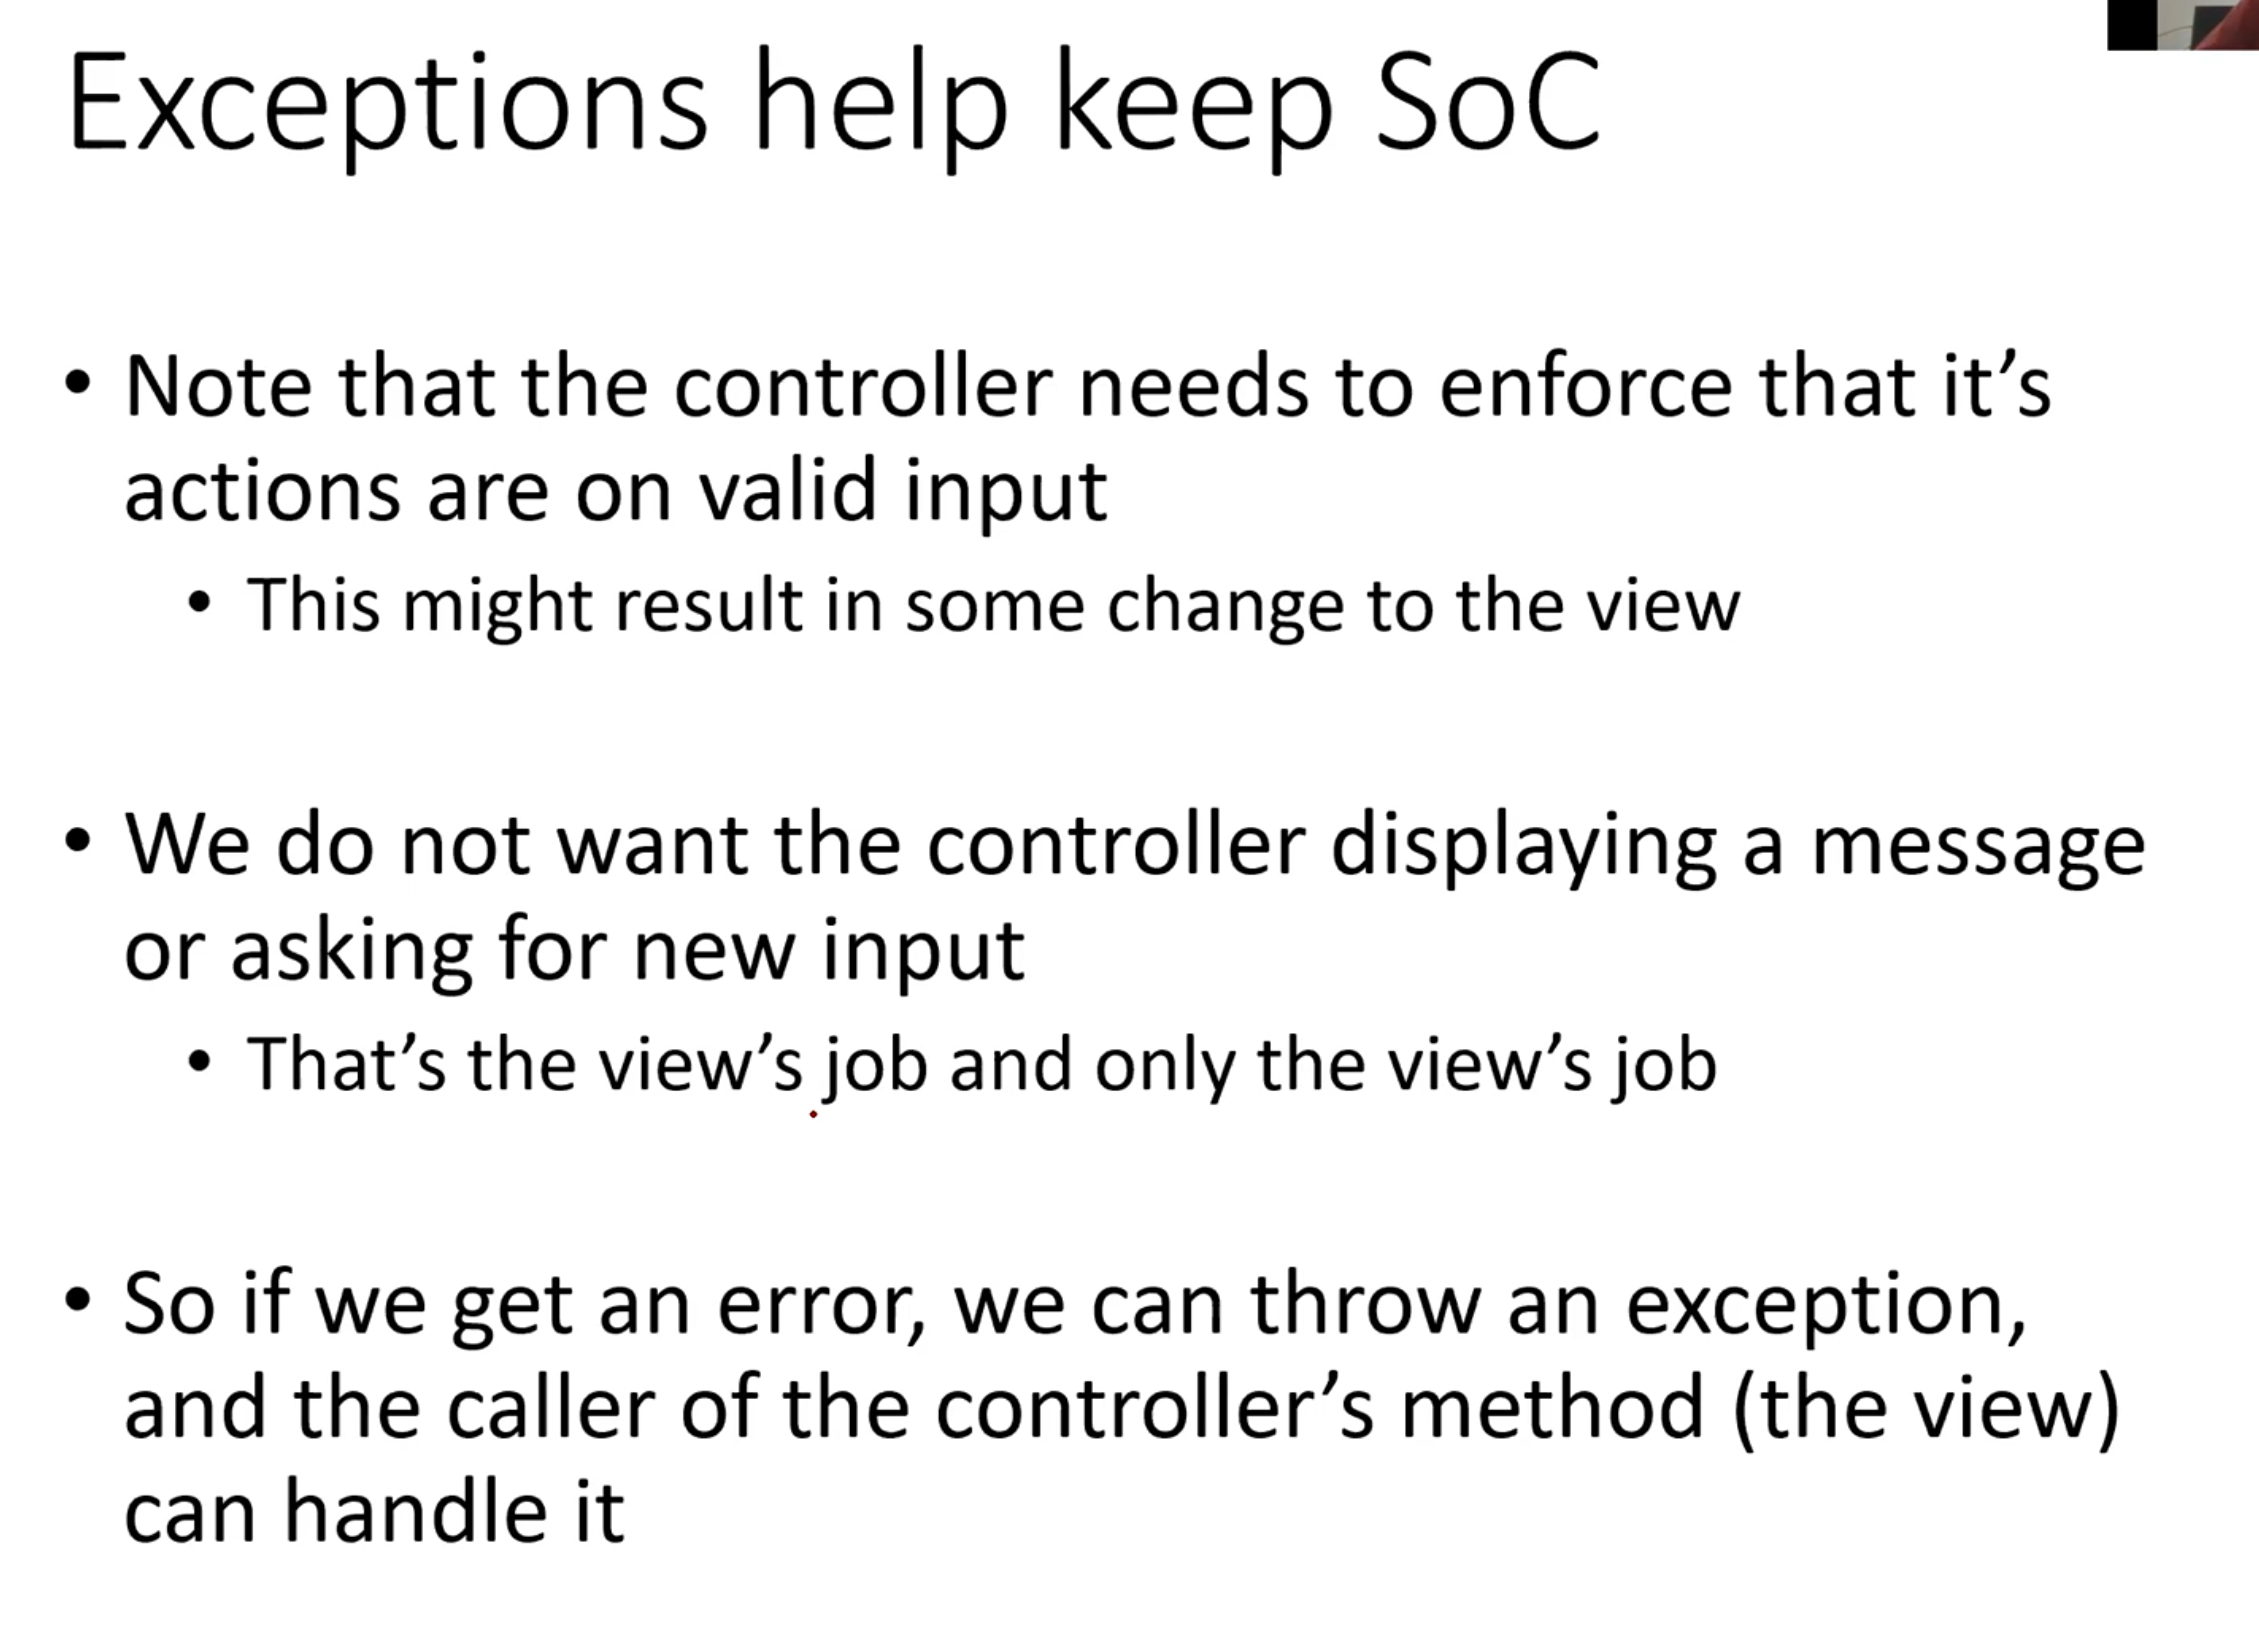 Exceptions help keep SoC
• Note that the controller needs to enforce that it’s
actions are on valid input
• This might result in some change to the view
• We do not want the controller displaying a message
or asking for new input
• That’s the view’s job and only the view’s job
• So if we get an error, we can throw an exception,
and the caller of the controller’s method (the view)
can handle it